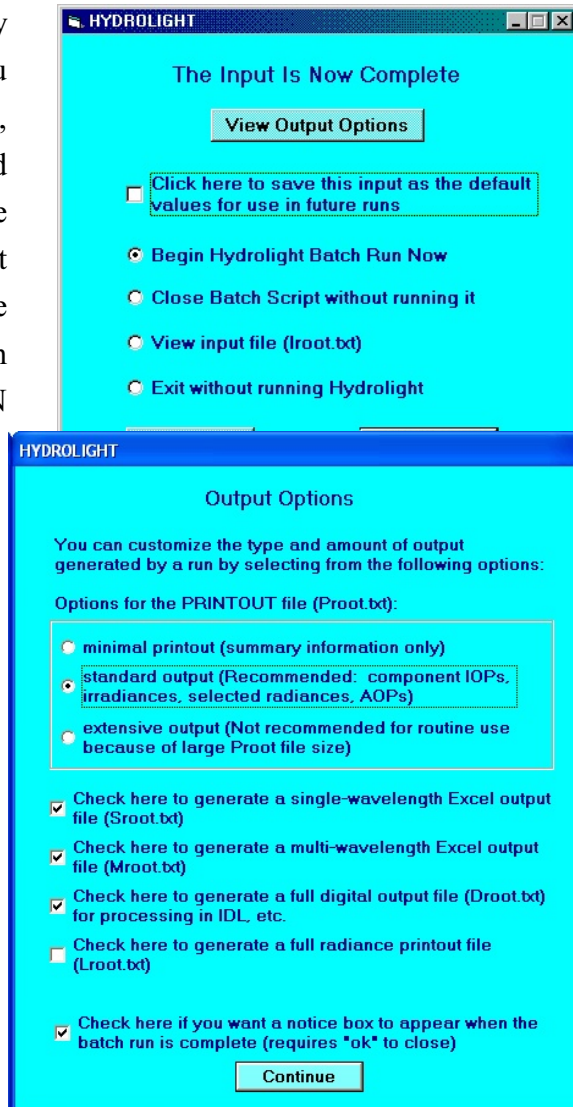 HYDROLIGHT
The Input Is Now Complete
View Output Options
Click here to save this input as the default
values for use in future runs
Begin Hydrolight Batch Run Now
Close Batch Script without running it
View input file (Iroot.txt)
Exit without running Hydrolight
HYDROLIGHT
Output Options
You can customize the type and amount of output
generated by a run by selecting from the following options:
Options for the PRINTOUT file (Proot.txt):
minimal printout (summary information only)
standard output (Recommended: component IOPs,
irradiances, selected radiances, AOPs)
extensive output (Not recommended for routine use
because of large Proot file size)
Check here to generate a single-wavelength Excel output
file (Sroot.txt)
Check here to generate a multi-wavelength Excel output
file (Mroot.txt)
Check here to generate a full digital output file (Droot.txt)
for processing in IDL, etc.
Check here to generate a full radiance printout file
(Lroot.txt)
Check here if you want a notice box to appear when the
batch run is complete (requires "ok" to close)
Continue